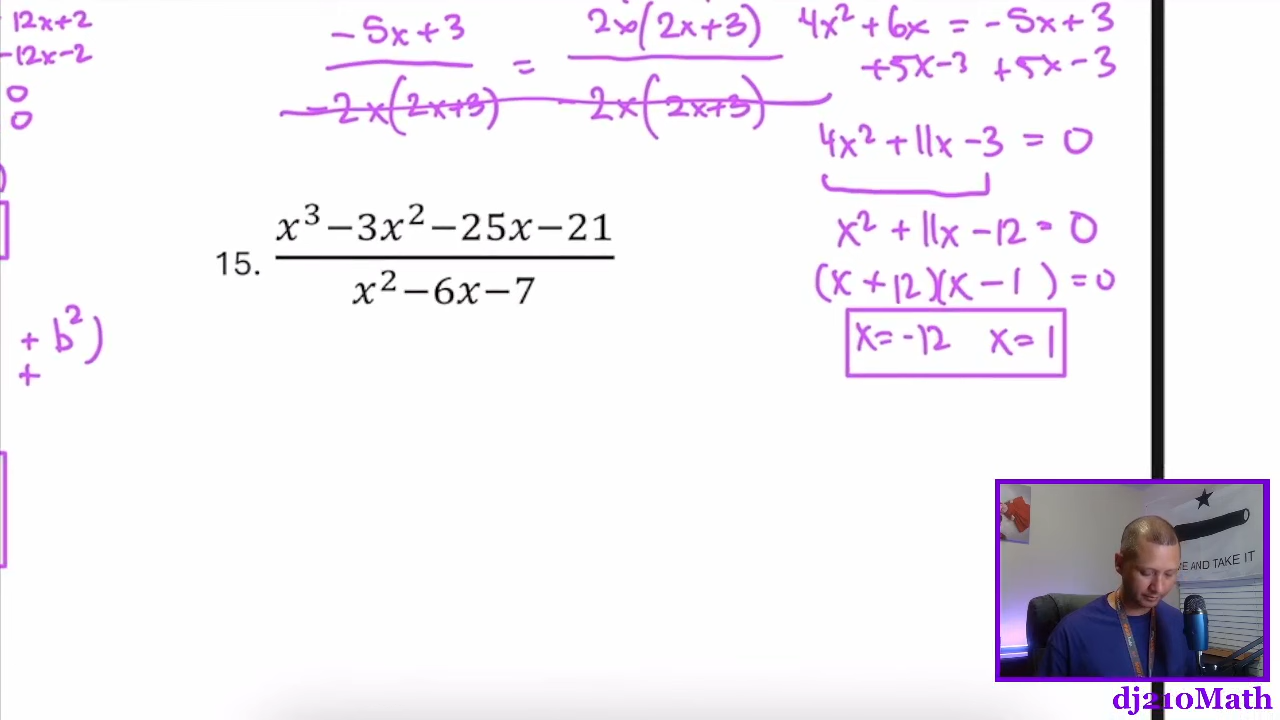 12x+2
-12x-2
0
0
)
+ b²)
+
-5x+3 / -2x(2x+3) = 2x(2x+3) / 2x(2x+3)
4x² + 6x = -5x + 3
+5x-3 +5x-3
4x² + 11x - 3 = 0
x² + 11x - 12 = 0
(x + 12)(x - 1) = 0
x = -12 x = 1
15. x³−3x²−25x−21 / x²−6x−7
E AND TAKE IT
dj210Math